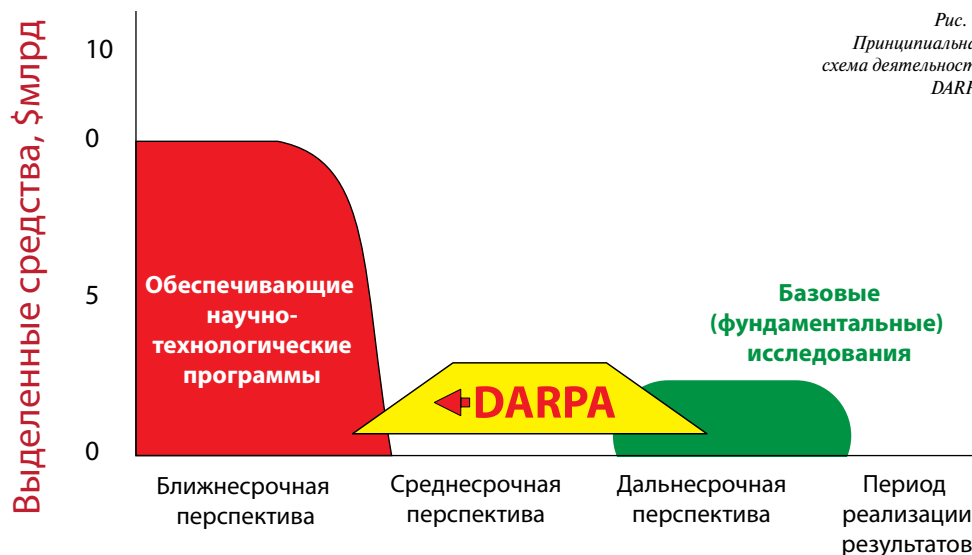 Рис.
Принципиальна
схема деятельност
DARP
Выделенные средства, $млрд
10
0
5
0
Обеспечивающие
научно-
технологические
программы
DARPA
Базовые
(фундаментальные)
исследования
Ближнесрочная
перспектива
Среднесрочная
перспектива
Дальнесрочная
перспектива
Период
реализации
результатов